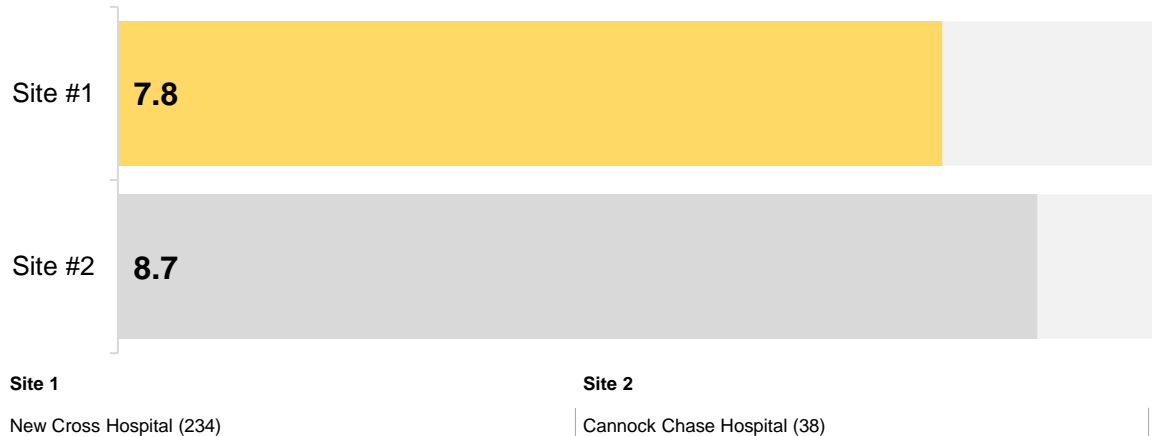 Site #1 7.8
Site #2 8.7
Site 1 Site 2
New Cross Hospital (234) Cannock Chase Hospital (38)